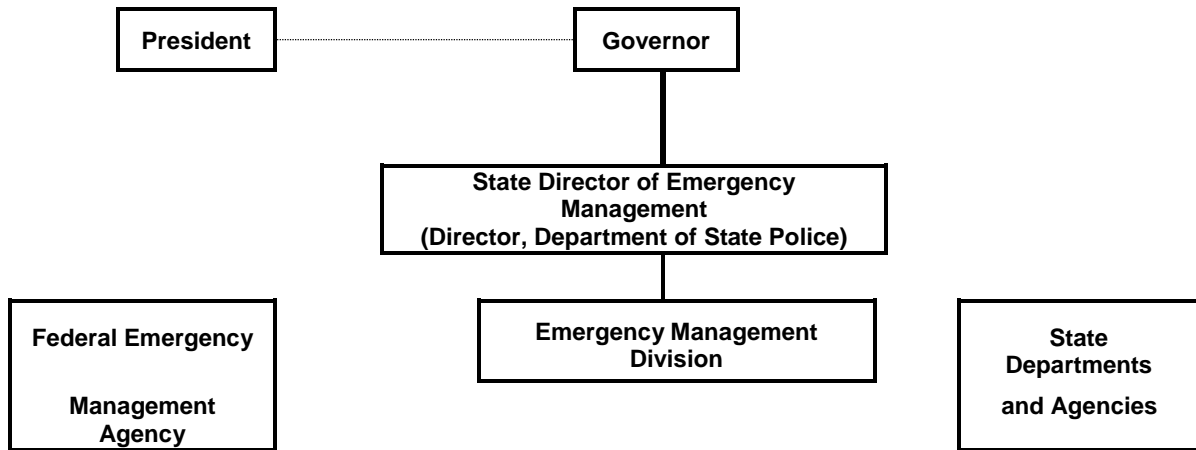 President
Governor
State Director of Emergency
Management
(Director, Department of State Police)
Federal Emergency
Management
Agency
Emergency Management
Division
State
Departments
and Agencies